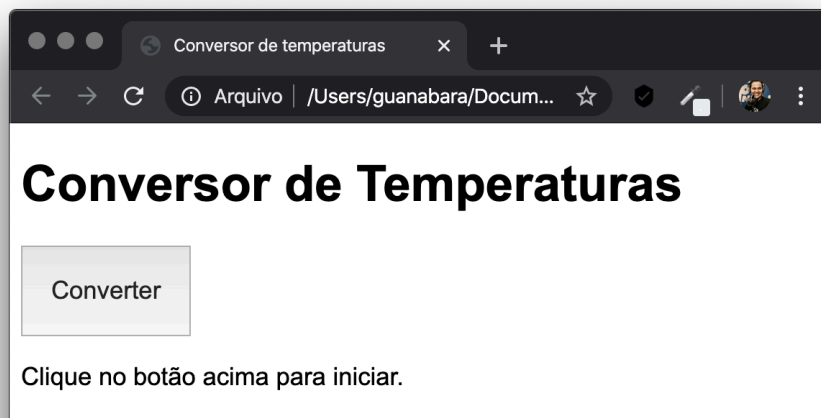 Conversor de temperaturas
Arquivo /Users/guanabara/Docum...
Conversor de Temperaturas
Converter
Clique no botão acima para iniciar.